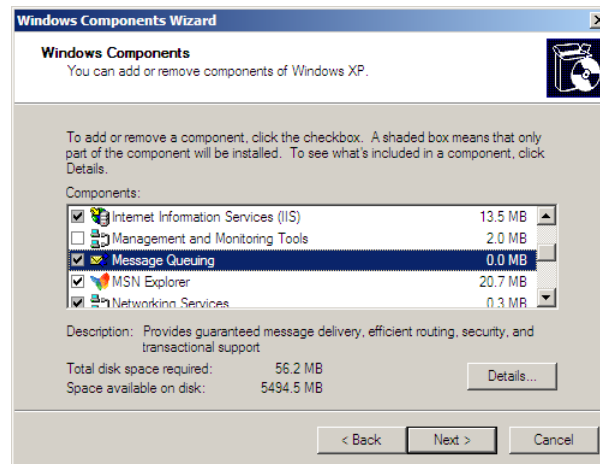 Windows Components Wizard
Windows Components
You can add or remove components of Windows XP.
To add or remove a component, click the checkbox. A shaded box means that only
part of the component will be installed. To see what's included in a component, click
Details.
Components:
Internet Information Services (IIS) 13.5 MB
Management and Monitoring Tools 2.0 MB
Message Queuing 0.0 MB
MSN Explorer 20.7 MB
Networking Services 0.3 MB
Description: Provides guaranteed message delivery, efficient routing, security, and
transactional support
Total disk space required: 56.2 MB
Space available on disk: 5494.5 MB
Details...
< Back Next > Cancel